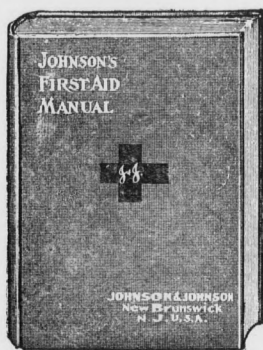 JOHNSON'S
FIRST AID
MANUAL
J&J
JOHNSON & JOHNSON
New Brunswick
N. J. U.S.A.